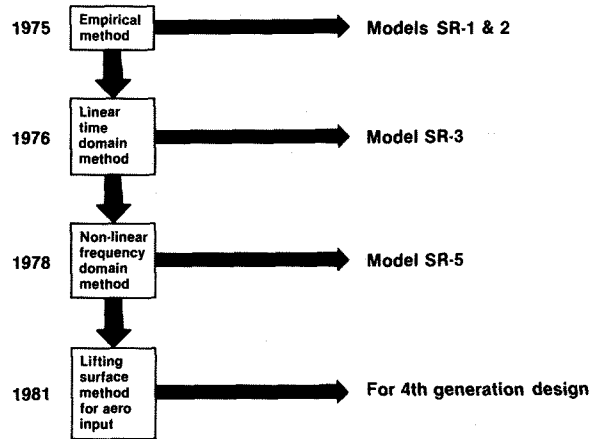 1975
Empirical
method
Models SR-1 & 2
1976
Linear
time
domain
method
Model SR-3
1978
Non-linear
frequency
domain
method
Model SR-5
1981
Lifting
surface
method
for aero
input
For 4th generation design